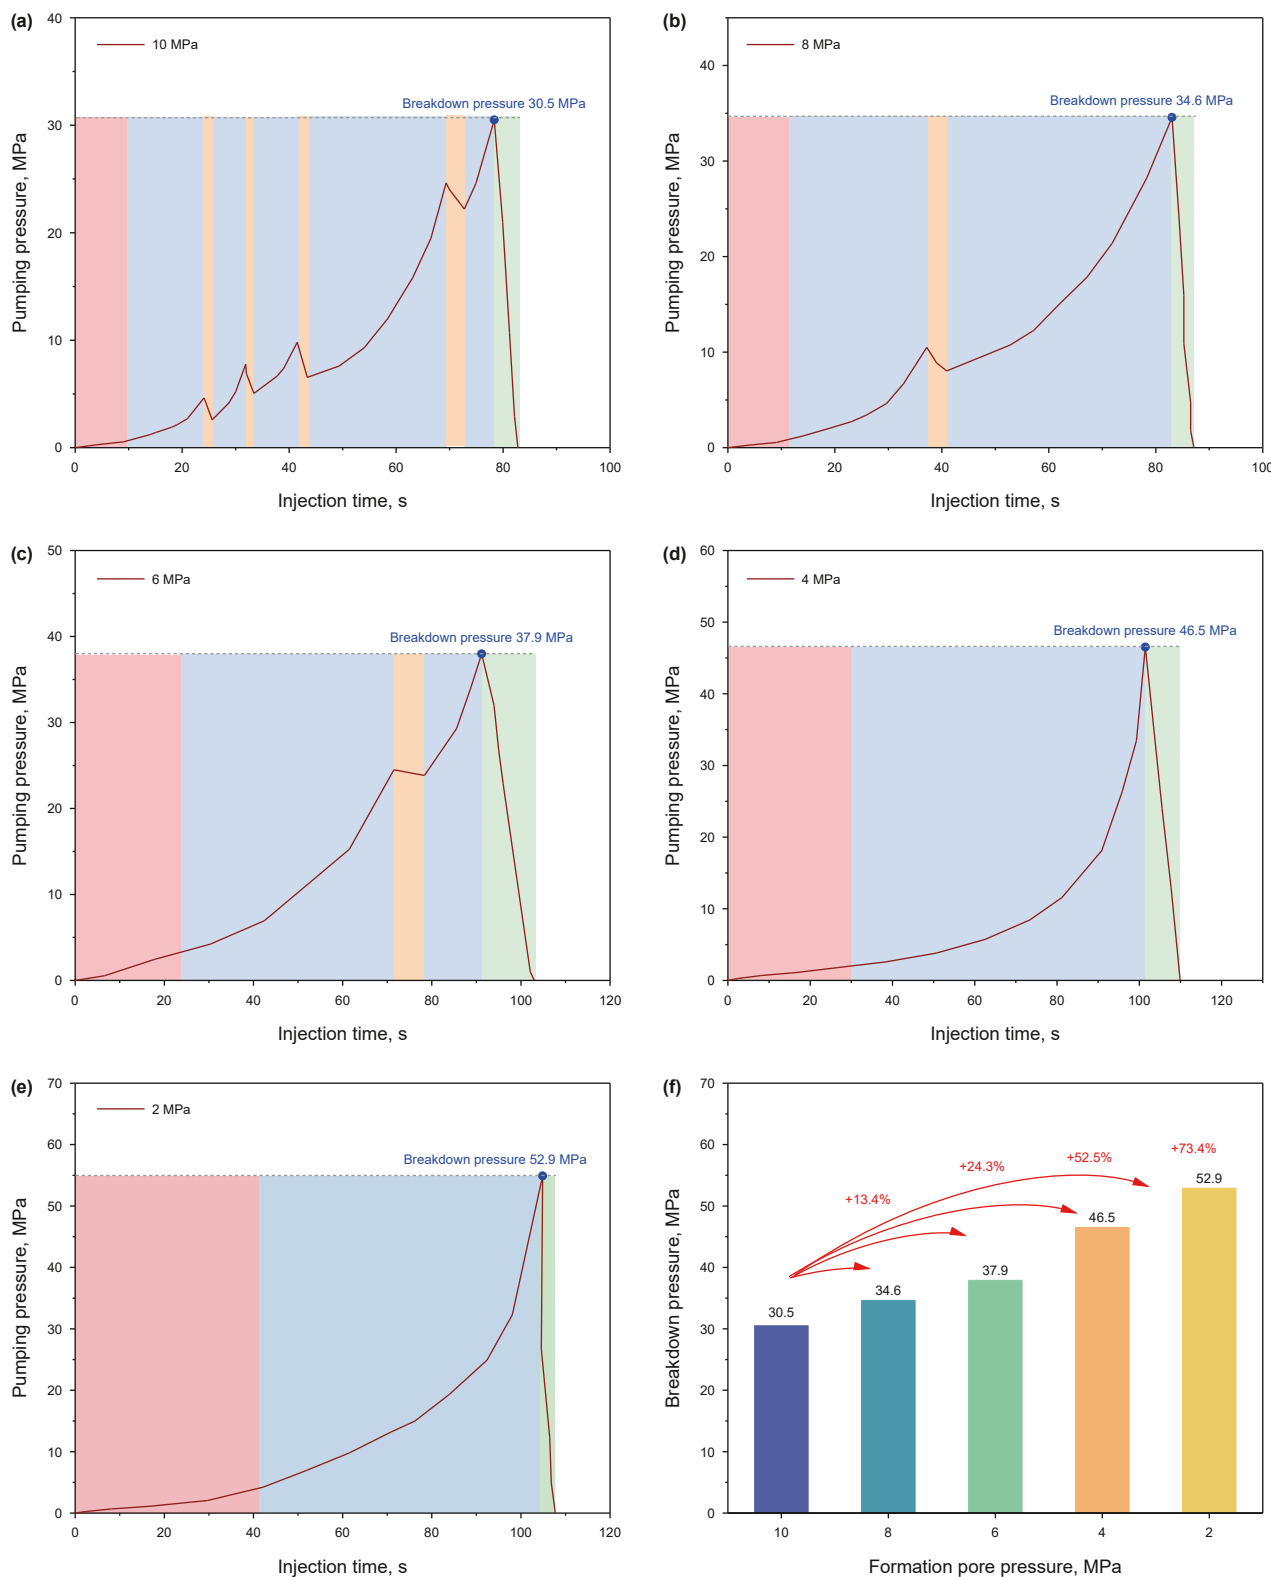 (a)
40
10 MPa
Breakdown pressure 30.5 MPa
30
20
10
0
Pumping pressure, MPa
0 20 40 60 80 100
Injection time, s
(b)
40
8 MPa
Breakdown pressure 34.6 MPa
30
20
10
0
Pumping pressure, MPa
0 20 40 60 80 100
Injection time, s
(c)
50
6 MPa
40
Breakdown pressure 37.9 MPa
30
20
10
0
Pumping pressure, MPa
0 20 40 60 80 100 120
Injection time, s
(d)
60
4 MPa
50
Breakdown pressure 46.5 MPa
40
30
20
10
0
Pumping pressure, MPa
0 20 40 60 80 100 120
Injection time, s
(e)
70
2 MPa
60
Breakdown pressure 52.9 MPa
50
40
30
20
10
0
Pumping pressure, MPa
0 20 40 60 80 100 120
Injection time, s
(f)
70
60
50
40
30
20
10
0
Breakdown pressure, MPa
+13.4%
+24.3%
+52.5%
+73.4%
30.5
34.6
37.9
46.5
52.9
10 8 6 4 2
Formation pore pressure, MPa